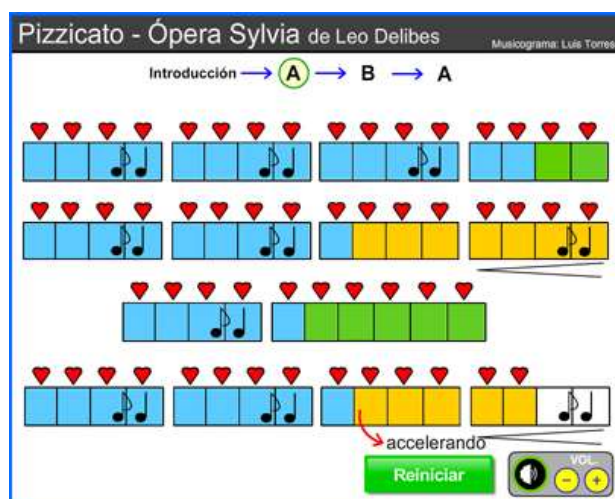 Pizzicato - Ópera Sylvia de Leo Delibes
Musicograma: Luis Torres
Introducción → A → B → A
accelerando
Reiniciar
VOL.